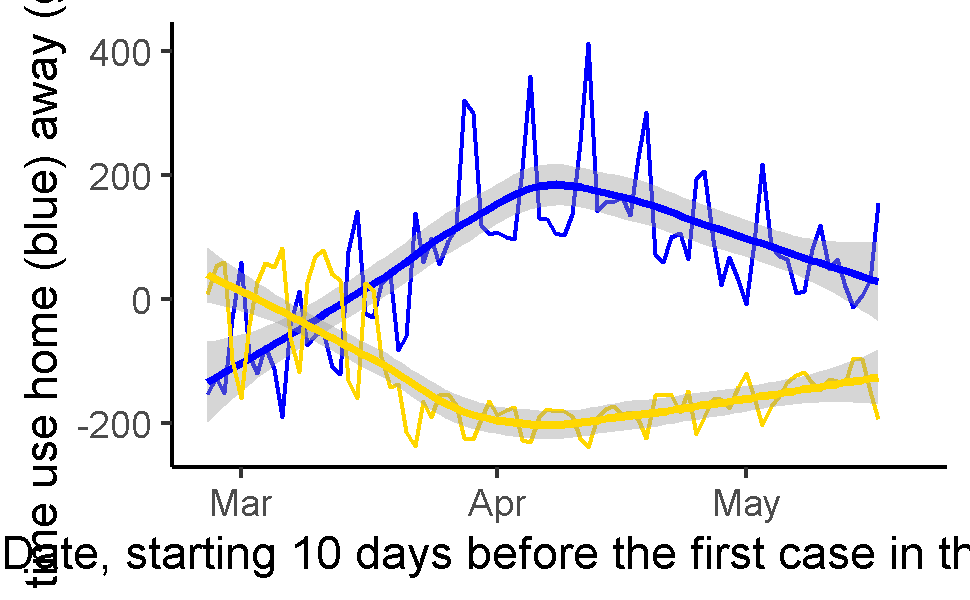 time use home (blue) away (
400
200
0
-200
Mar Apr May
Date, starting 10 days before the first case in th